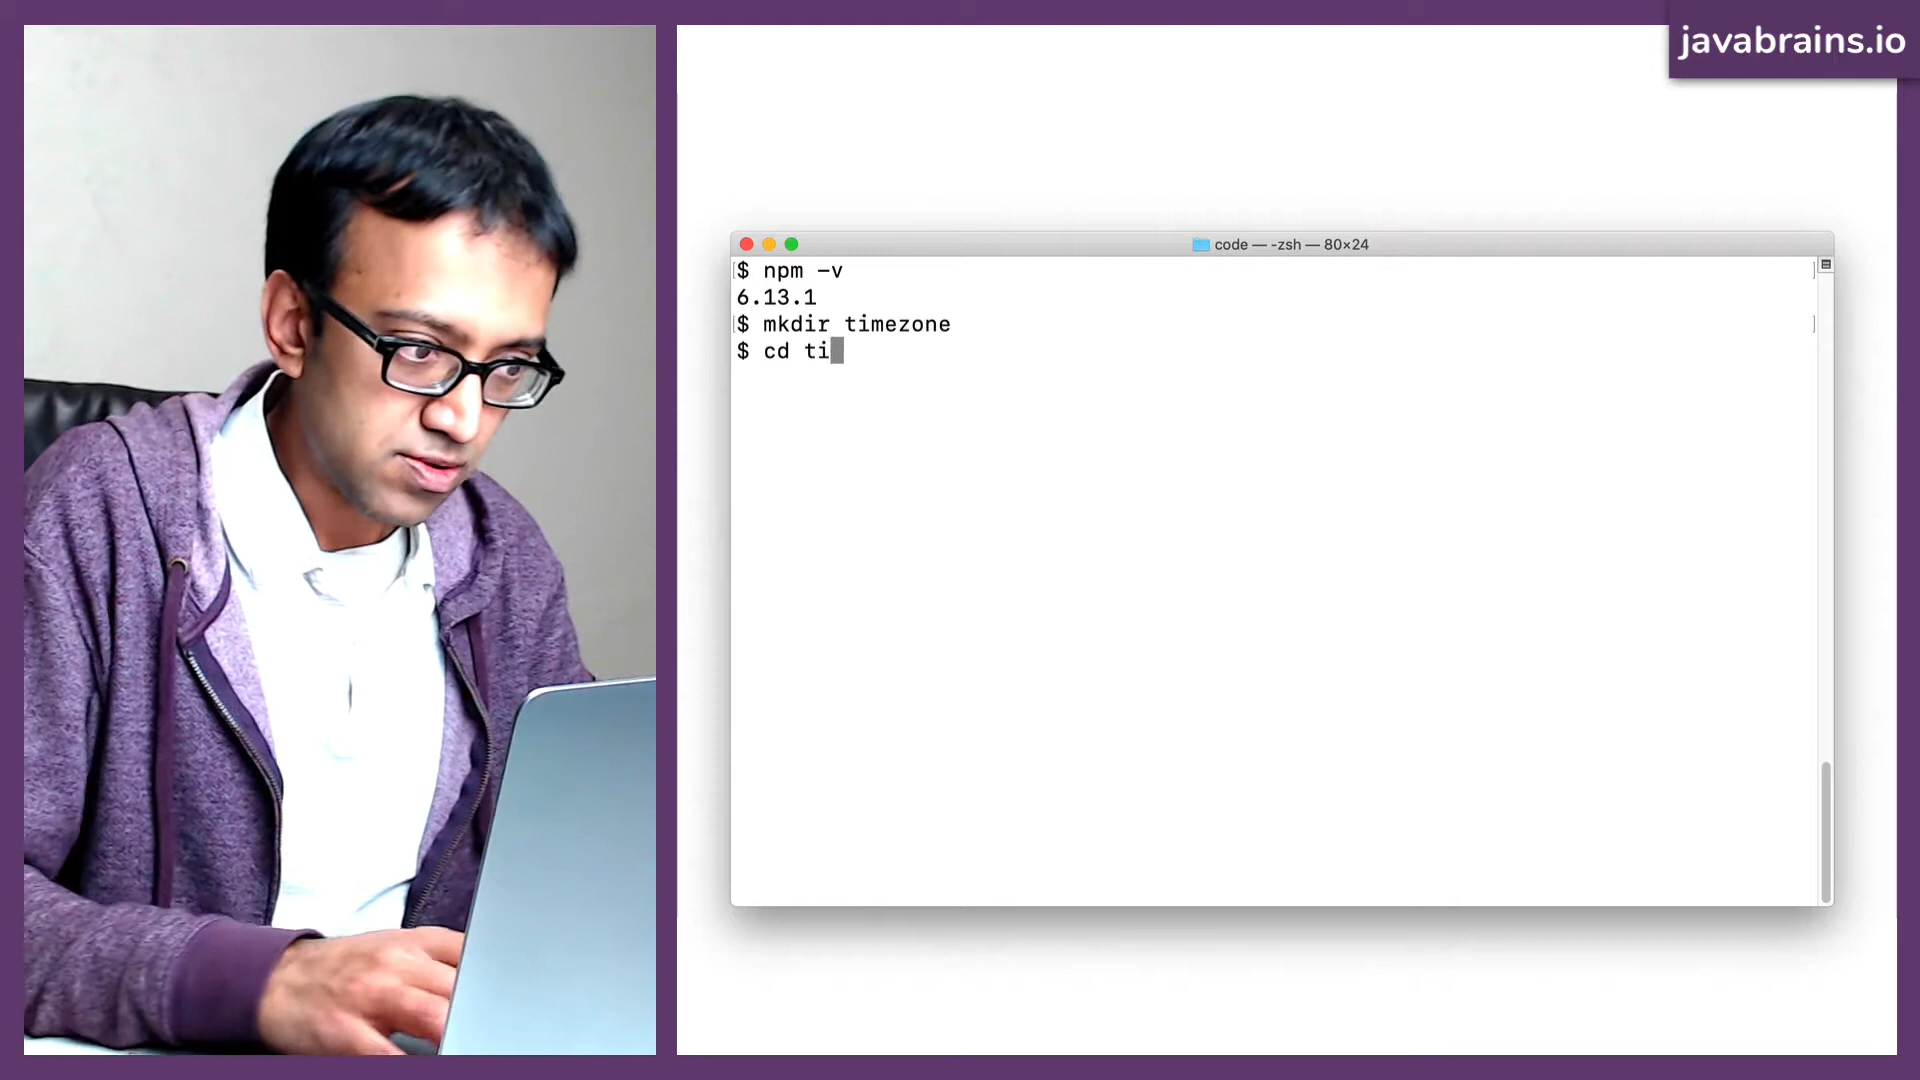 javabrains.io
code — -zsh — 80×24
$ npm -v
6.13.1
$ mkdir timezone
$ cd ti